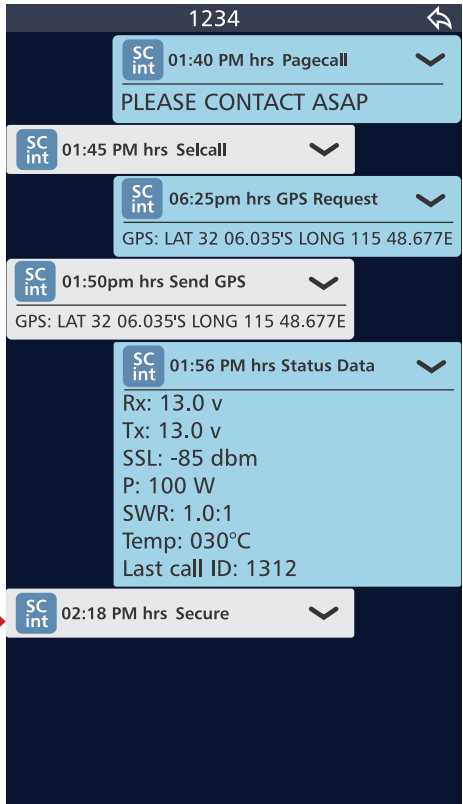 1234
SC int 01:40 PM hrs Pagecall
PLEASE CONTACT ASAP
SC int 01:45 PM hrs Selcall
SC int 06:25pm hrs GPS Request
GPS: LAT 32 06.035'S LONG 115 48.677E
SC int 01:50pm hrs Send GPS
GPS: LAT 32 06.035'S LONG 115 48.677E
SC int 01:56 PM hrs Status Data
Rx: 13.0 v
Tx: 13.0 v
SSL: -85 dbm
P: 100 W
SWR: 1.0:1
Temp: 030°C
Last call ID: 1312
SC int 02:18 PM hrs Secure